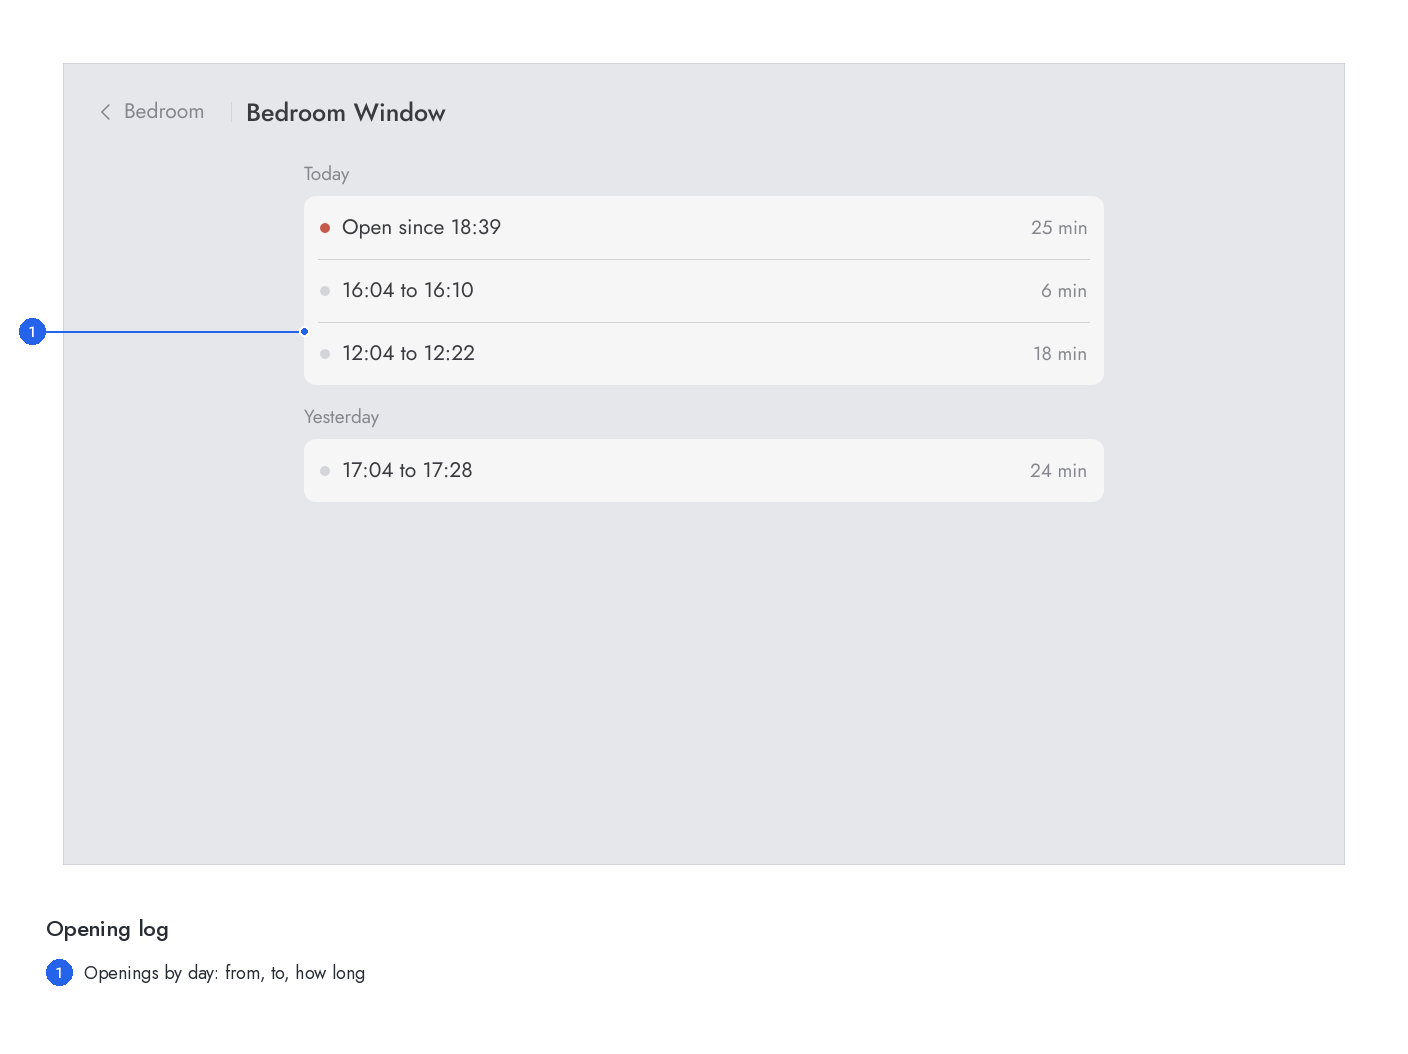 Bedroom
Bedroom Window
Today
Open since 18:39 25 min
16:04 to 16:10 6 min
1
12:04 to 12:22 18 min
Yesterday
17:04 to 17:28 24 min
Opening log
1 Openings by day: from, to, how long